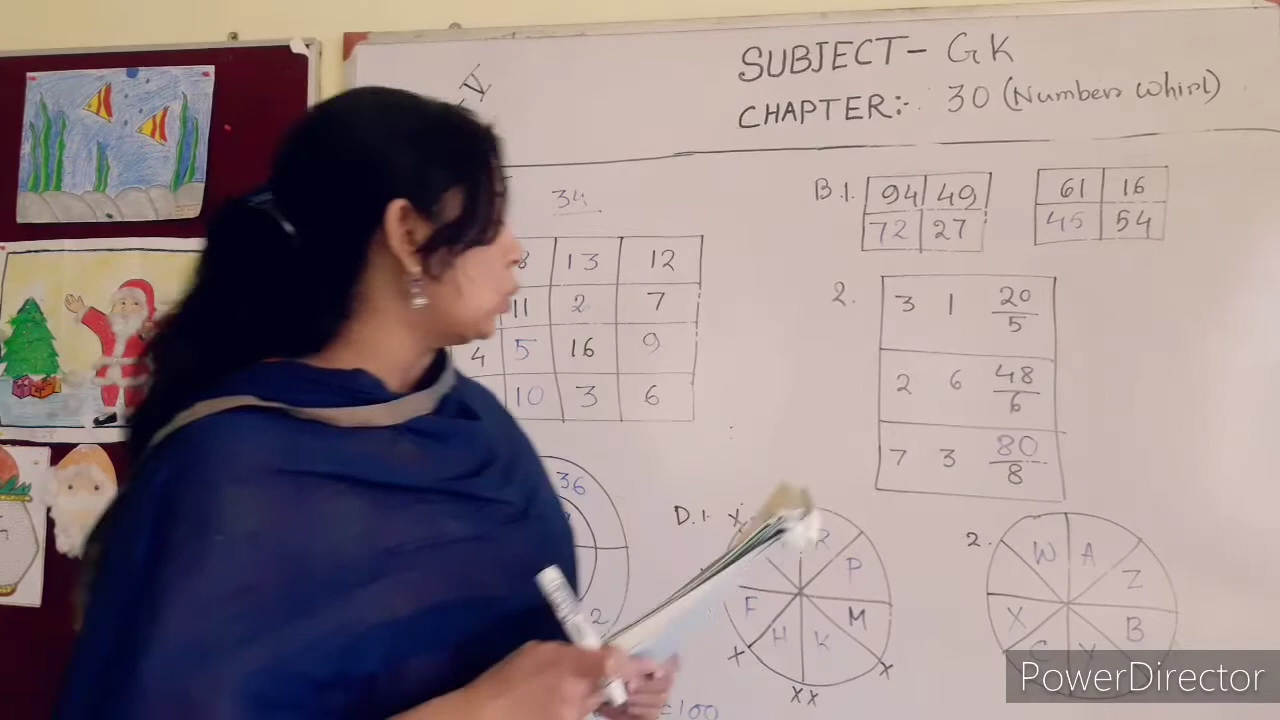 SUBJECT- GK
CHAPTER:- 30 (Numbers Whirl)
V
34
8 13 12
11 2 7
4 5 16 9
10 3 6
B.1. 94 49
72 27
61 16
45 54
2.
3 1 20/5
2 6 48/6
7 3 80/8
36
2
D.1. X
R
P
M
K
H
F
X
XX
X
2.
W A
Z
B
Y
C
X
=100
PowerDirector